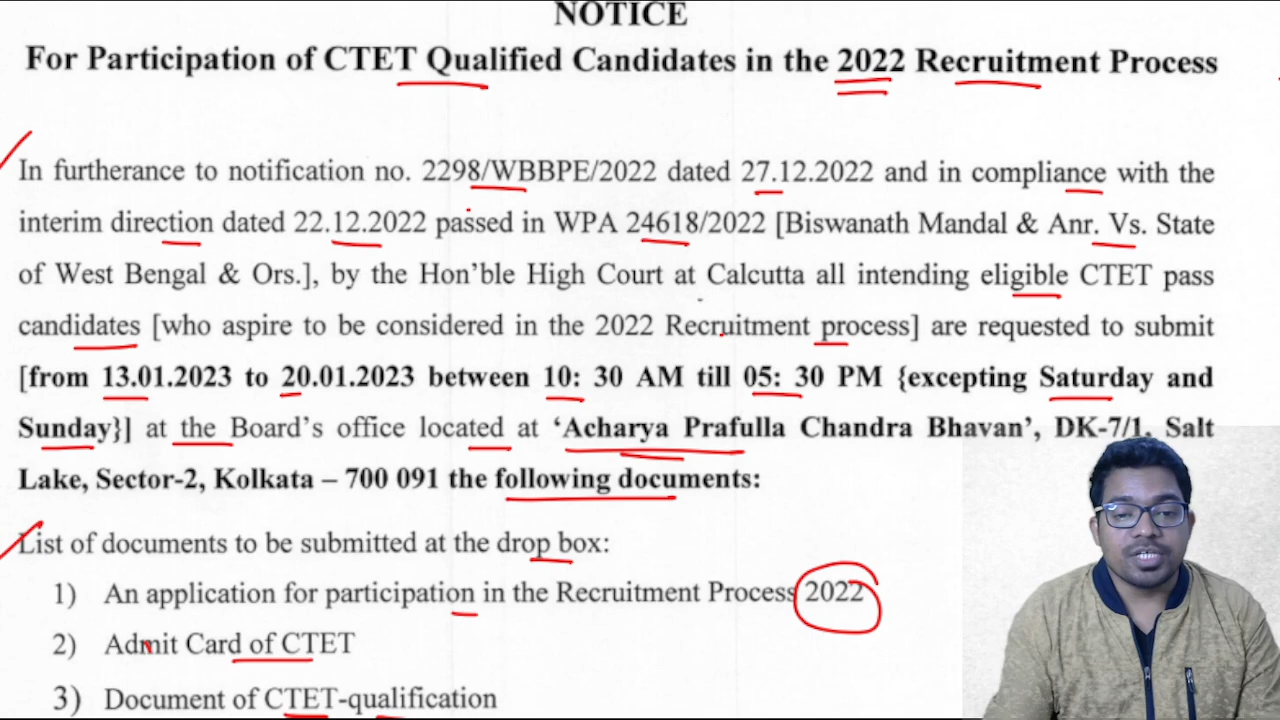 NOTICE
For Participation of CTET Qualified Candidates in the 2022 Recruitment Process
In furtherance to notification no. 2298/WBBPE/2022 dated 27.12.2022 and in compliance with the
interim direction dated 22.12.2022 passed in WPA 24618/2022 [Biswanath Mandal & Anr. Vs. State
of West Bengal & Ors.], by the Hon'ble High Court at Calcutta all intending eligible CTET pass
candidates [who aspire to be considered in the 2022 Recruitment process] are requested to submit
[from 13.01.2023 to 20.01.2023 between 10: 30 AM till 05: 30 PM {excepting Saturday and
Sunday}] at the Board's office located at ‘Acharya Prafulla Chandra Bhavan’, DK-7/1, Salt
Lake, Sector-2, Kolkata – 700 091 the following documents:
List of documents to be submitted at the drop box:
1) An application for participation in the Recruitment Process 2022
2) Admit Card of CTET
3) Document of CTET-qualification